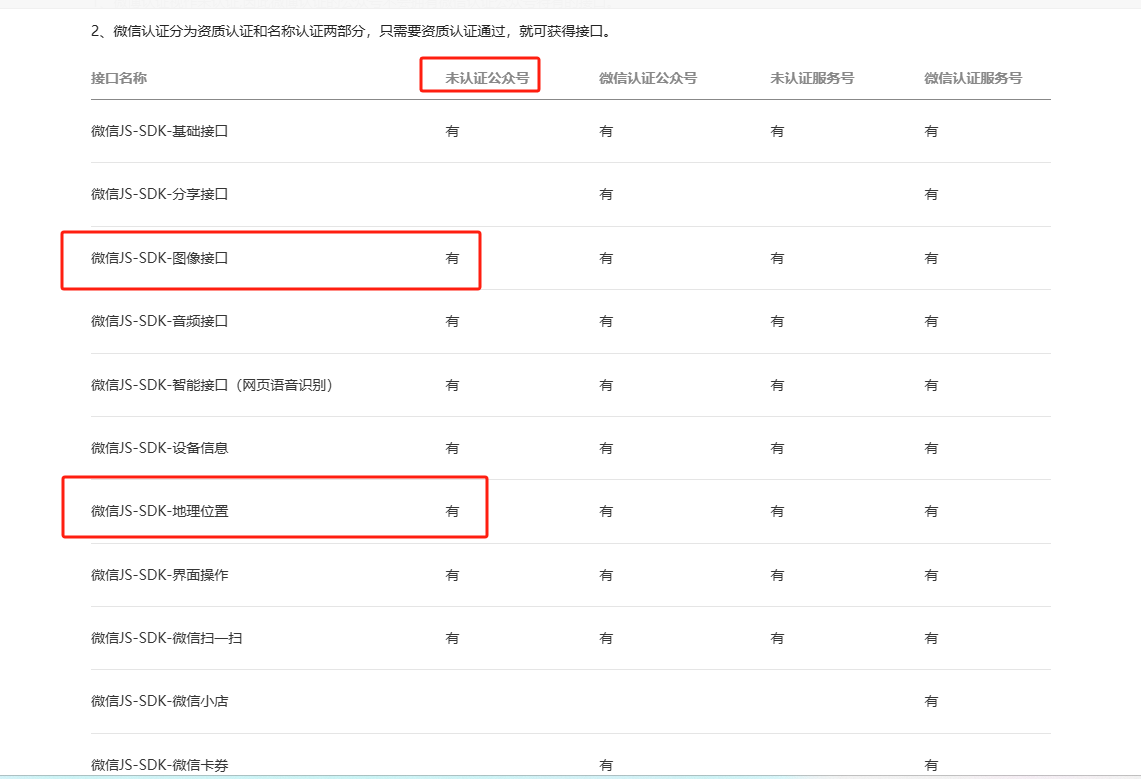 2、微信认证分为资质认证和名称认证两部分，只需要资质认证通过，就可获得接口。
接口名称 未认证公众号 微信认证公众号 未认证服务号 微信认证服务号
微信JS-SDK-基础接口 有 有 有 有
微信JS-SDK-分享接口 有 有
微信JS-SDK-图像接口 有 有 有 有
微信JS-SDK-音频接口 有 有 有 有
微信JS-SDK-智能接口（网页语音识别） 有 有 有 有
微信JS-SDK-设备信息 有 有 有 有
微信JS-SDK-地理位置 有 有 有 有
微信JS-SDK-界面操作 有 有 有 有
微信JS-SDK-微信扫一扫 有 有 有 有
微信JS-SDK-微信小店 有
微信JS-SDK-微信卡券 有 有